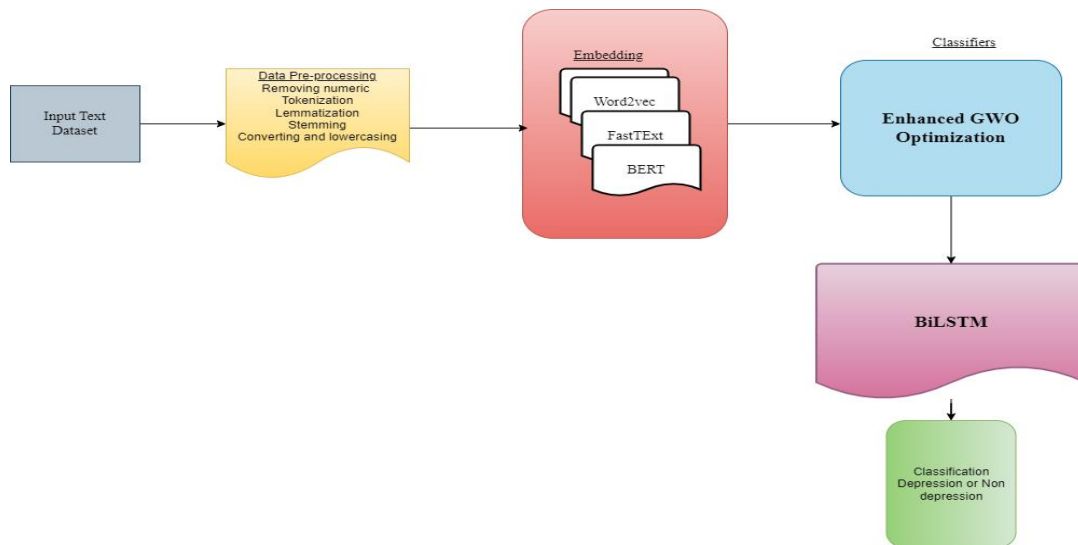 Input Text
Dataset
Data Pre-processing
Removing numeric
Tokenization
Lemmatization
Stemming
Converting and lowercasing
Embedding
Word2vec
FastTExt
BERT
Classifiers
Enhanced GWO
Optimization
BiLSTM
Classification
Depression or Non
depression